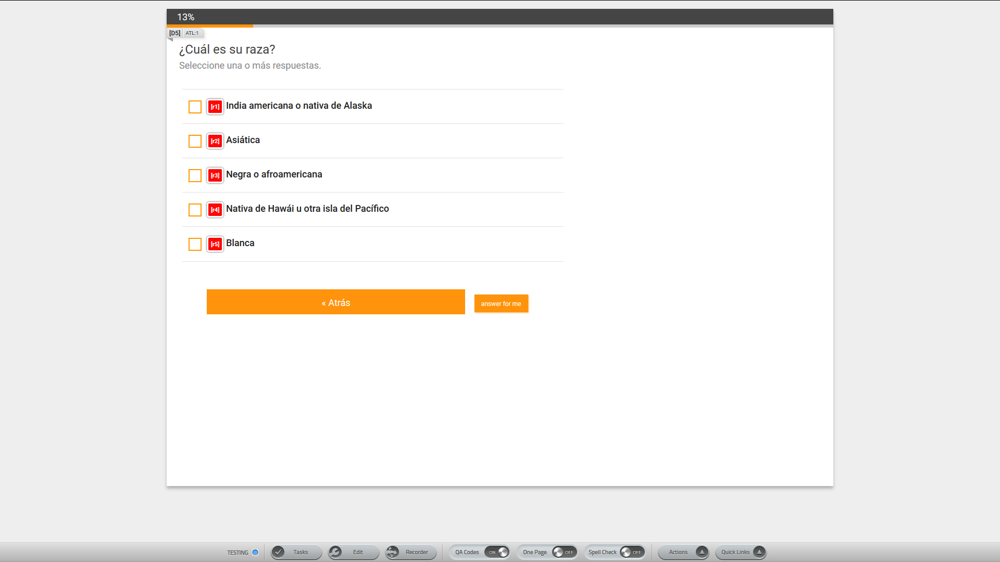 13%
[D5] ATL:1
¿Cuál es su raza?
Seleccione una o más respuestas.
[r1] India americana o nativa de Alaska
[r2] Asiática
[r3] Negra o afroamericana
[r4] Nativa de Hawái u otra isla del Pacífico
[r5] Blanca
« Atrás
answer for me
TESTING Tasks Edit Recorder QA Codes ON One Page OFF Spell Check OFF Actions Quick Links